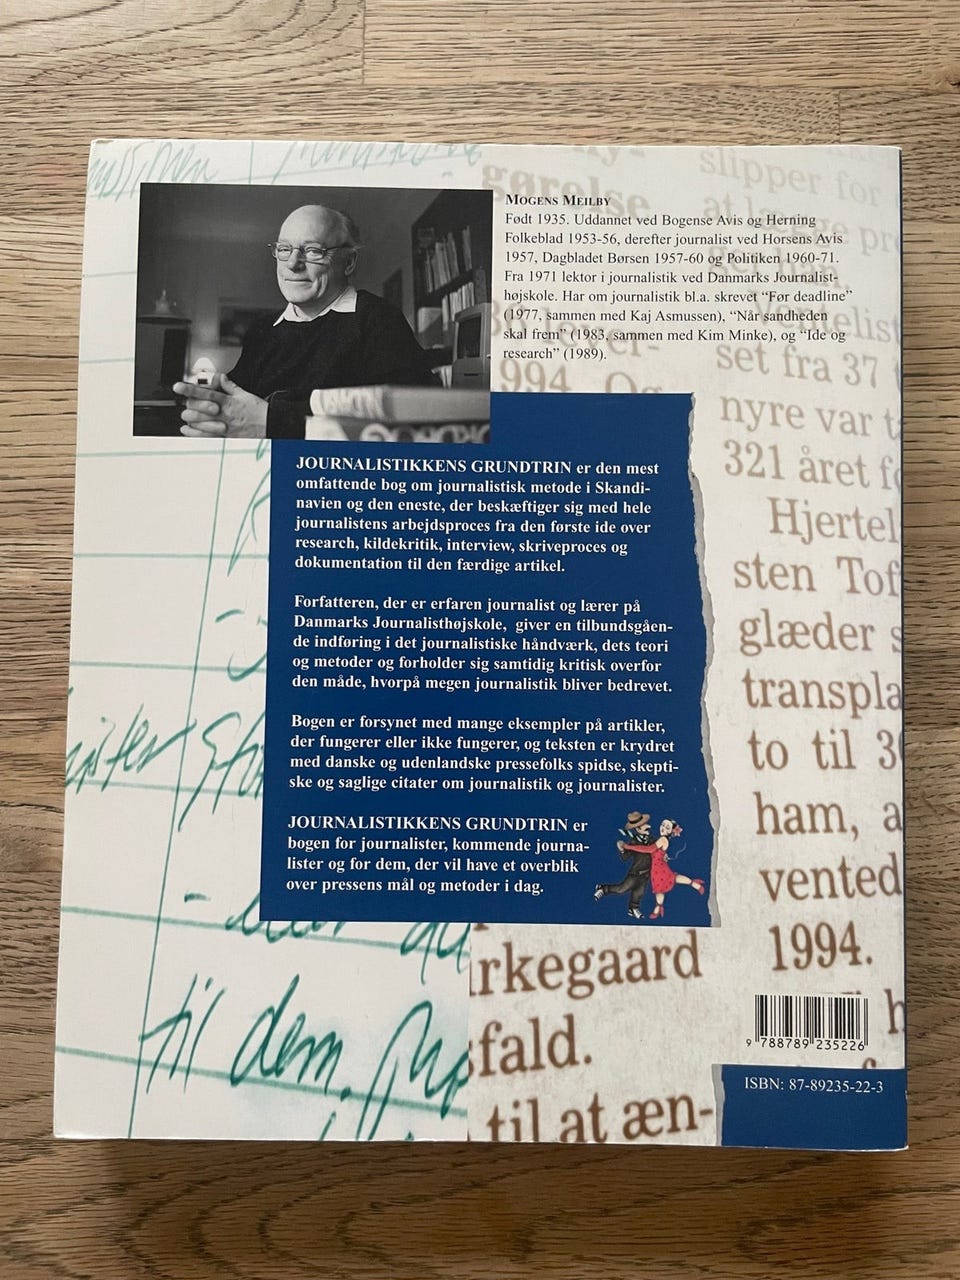 MOGENS MEILBY
Født 1935. Uddannet ved Bogense Avis og Herning
Folkeblad 1953-56, derefter journalist ved Horsens Avis
1957, Dagbladet Børsen 1957-60 og Politiken 1960-71.
Fra 1971 lektor i journalistik ved Danmarks Journalist-
højskole. Har om journalistik bl.a. skrevet “Før deadline”
(1977, sammen med Kaj Asmussen), “Når sandheden
skal frem” (1983, sammen med Kim Minke), og “Ide og
research” (1989).
JOURNALISTIKKENS GRUNDTRIN er den mest
omfattende bog om journalistisk metode i Skandi-
navien og den eneste, der beskæftiger sig med hele
journalistens arbejdsproces fra den første ide over
research, kildekritik, interview, skriveproces og
dokumentation til den færdige artikel.
Forfatteren, der er erfaren journalist og lærer på
Danmarks Journalisthøjskole, giver en tilbundsgåen-
de indføring i det journalistiske håndværk, dets teori
og metoder og forholder sig samtidig kritisk overfor
den måde, hvorpå megen journalistik bliver bedrevet.
Bogen er forsynet med mange eksempler på artikler,
der fungerer eller ikke fungerer, og teksten er krydret
med danske og udenlandske pressefolks spidse, skepti-
ske og saglige citater om journalistik og journalister.
JOURNALISTIKKENS GRUNDTRIN er
bogen for journalister, kommende journa-
lister og for dem, der vil have et overblik
over pressens mål og metoder i dag.
gørelse
slipper for
at lægge pr
994. Og
ventelist
set fra 37
nyre var t
321 året f
Hjertel
sten Tof
glæder s
transpla
to til 3
ham, a
vented
1994.
rkegaard
fald.
til at æn-
til dem.
9 788789 235226
ISBN: 87-89235-22-3